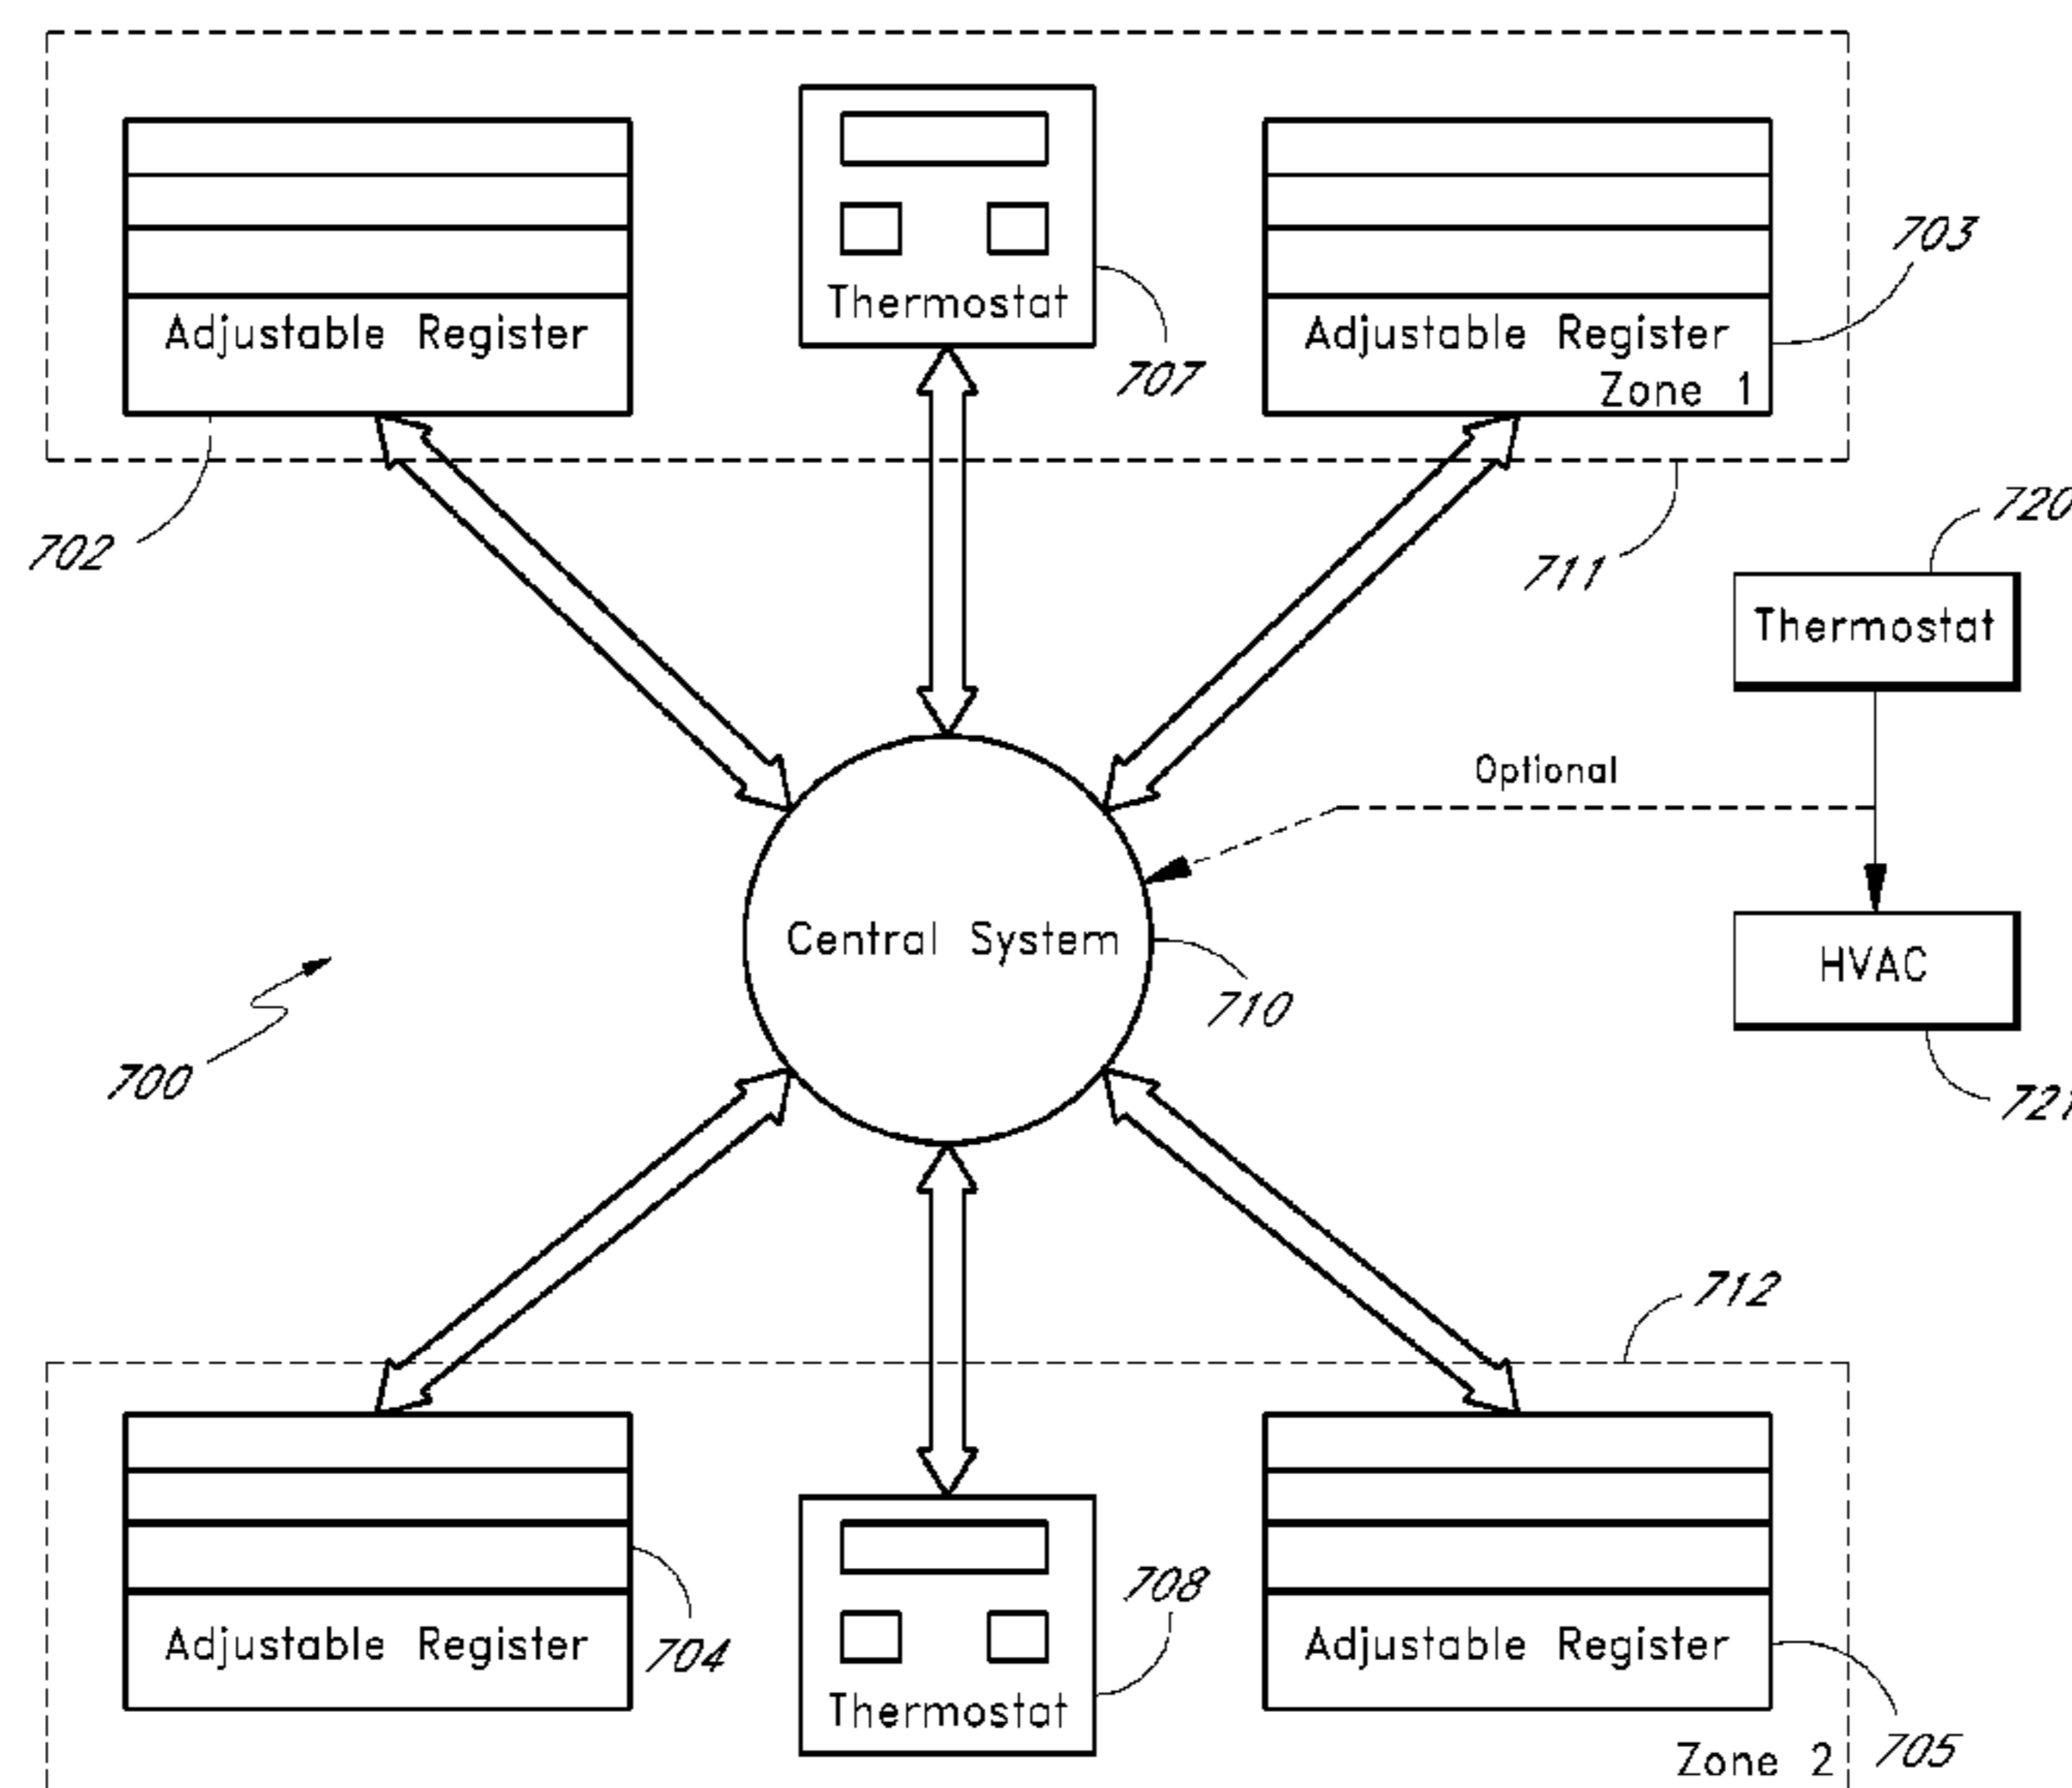 Thermostat
707
Adjustable Register
702
Adjustable Register
Zone 1
703
711
720
Thermostat
Optional
Central System
710
HVAC
721
700
712
Adjustable Register
704
Thermostat
708
Adjustable Register
705
Zone 2